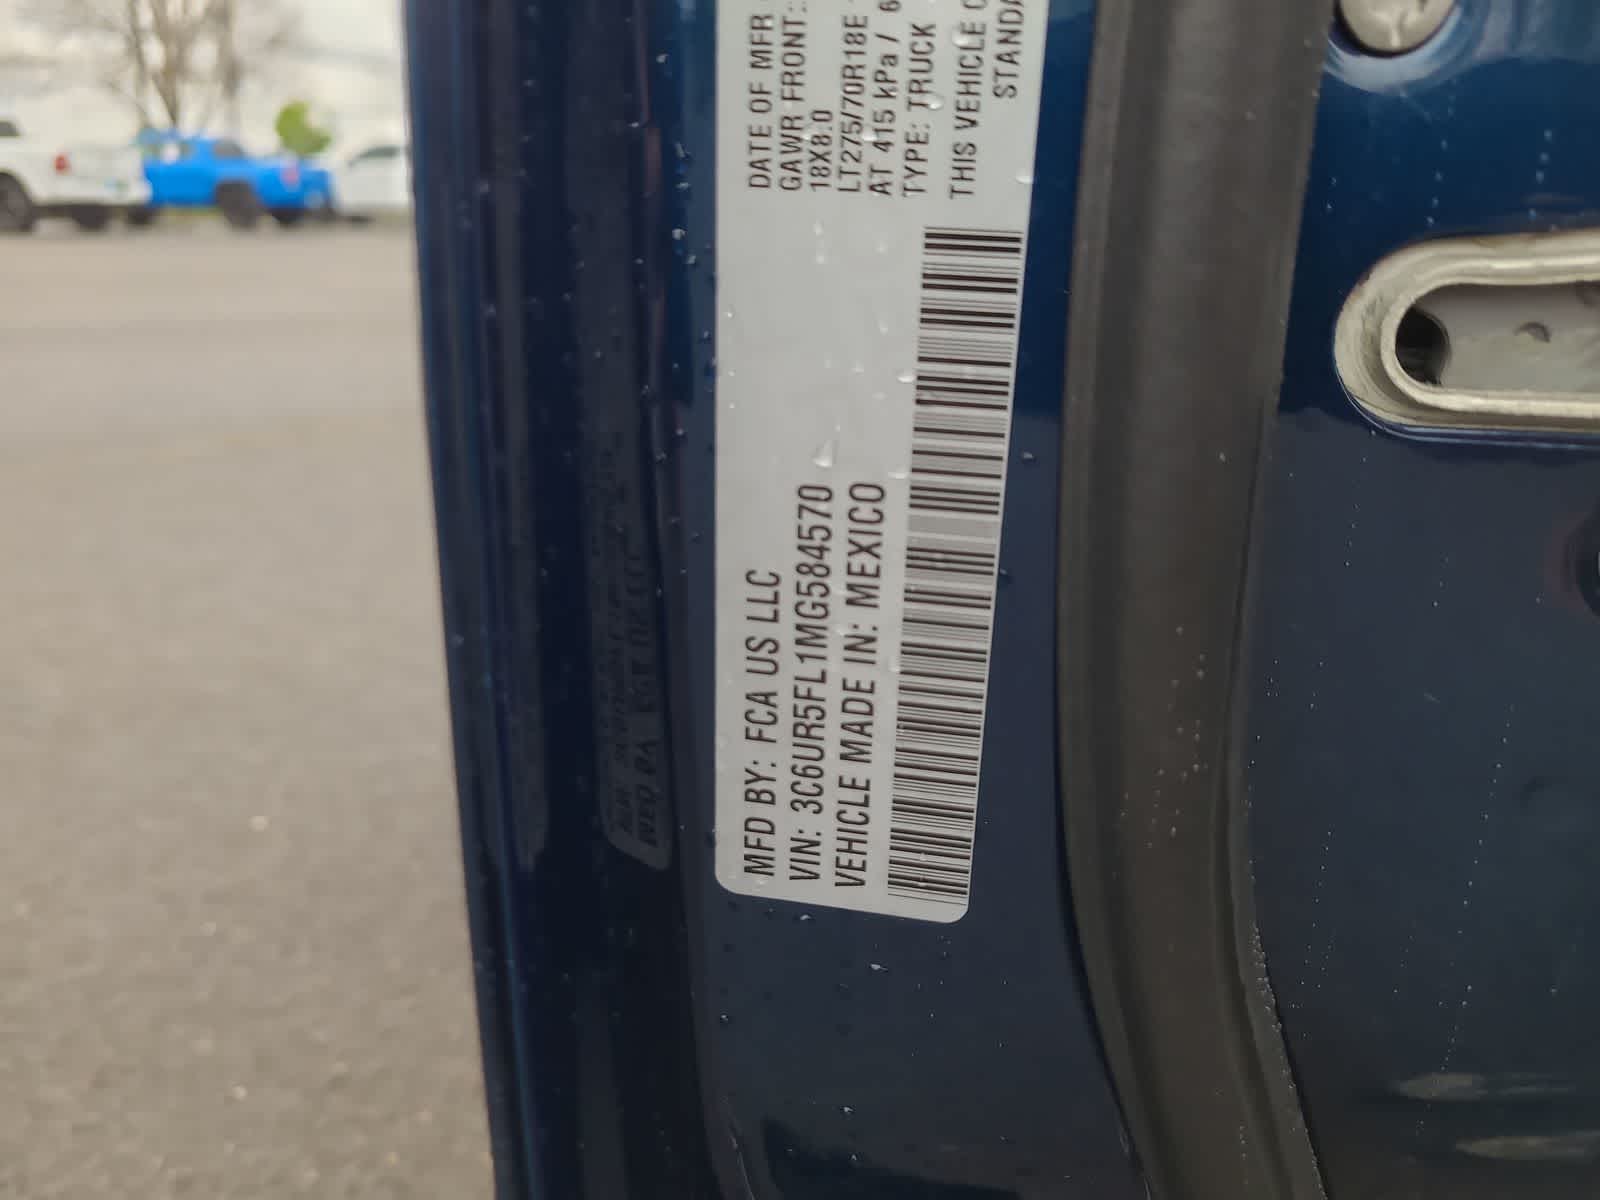 MFD BY: FCA US LLC
VIN: 3C6UR5FL1MG584570
VEHICLE MADE IN: MEXICO
DATE OF MFR
GAWR FRONT:
18X8.0
LT275/70R18E
AT 415 kPa / 6
TYPE: TRUCK
THIS VEHICLE
STANDA